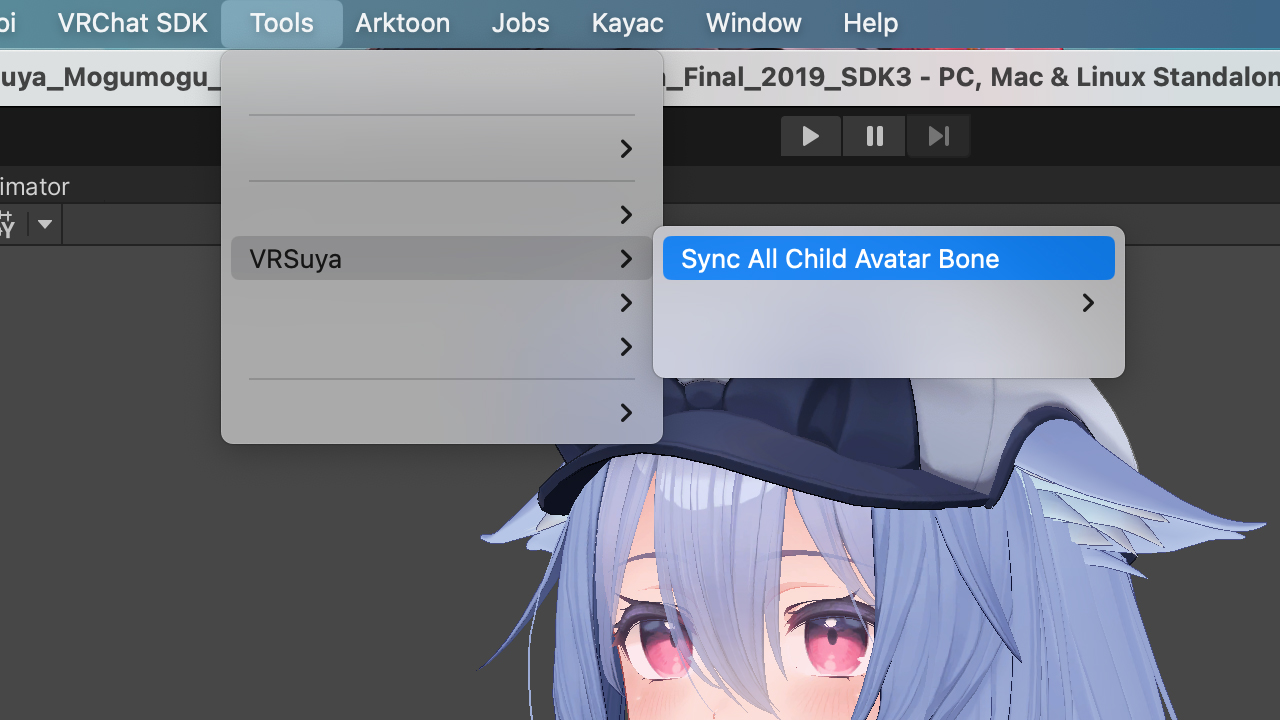 oi VRChat SDK Tools Arktoon Jobs Kayac Window Help
uya_Mogumogu_ _Final_2019_SDK3 - PC, Mac & Linux Standalon
imator
VRSuya
Sync All Child Avatar Bone